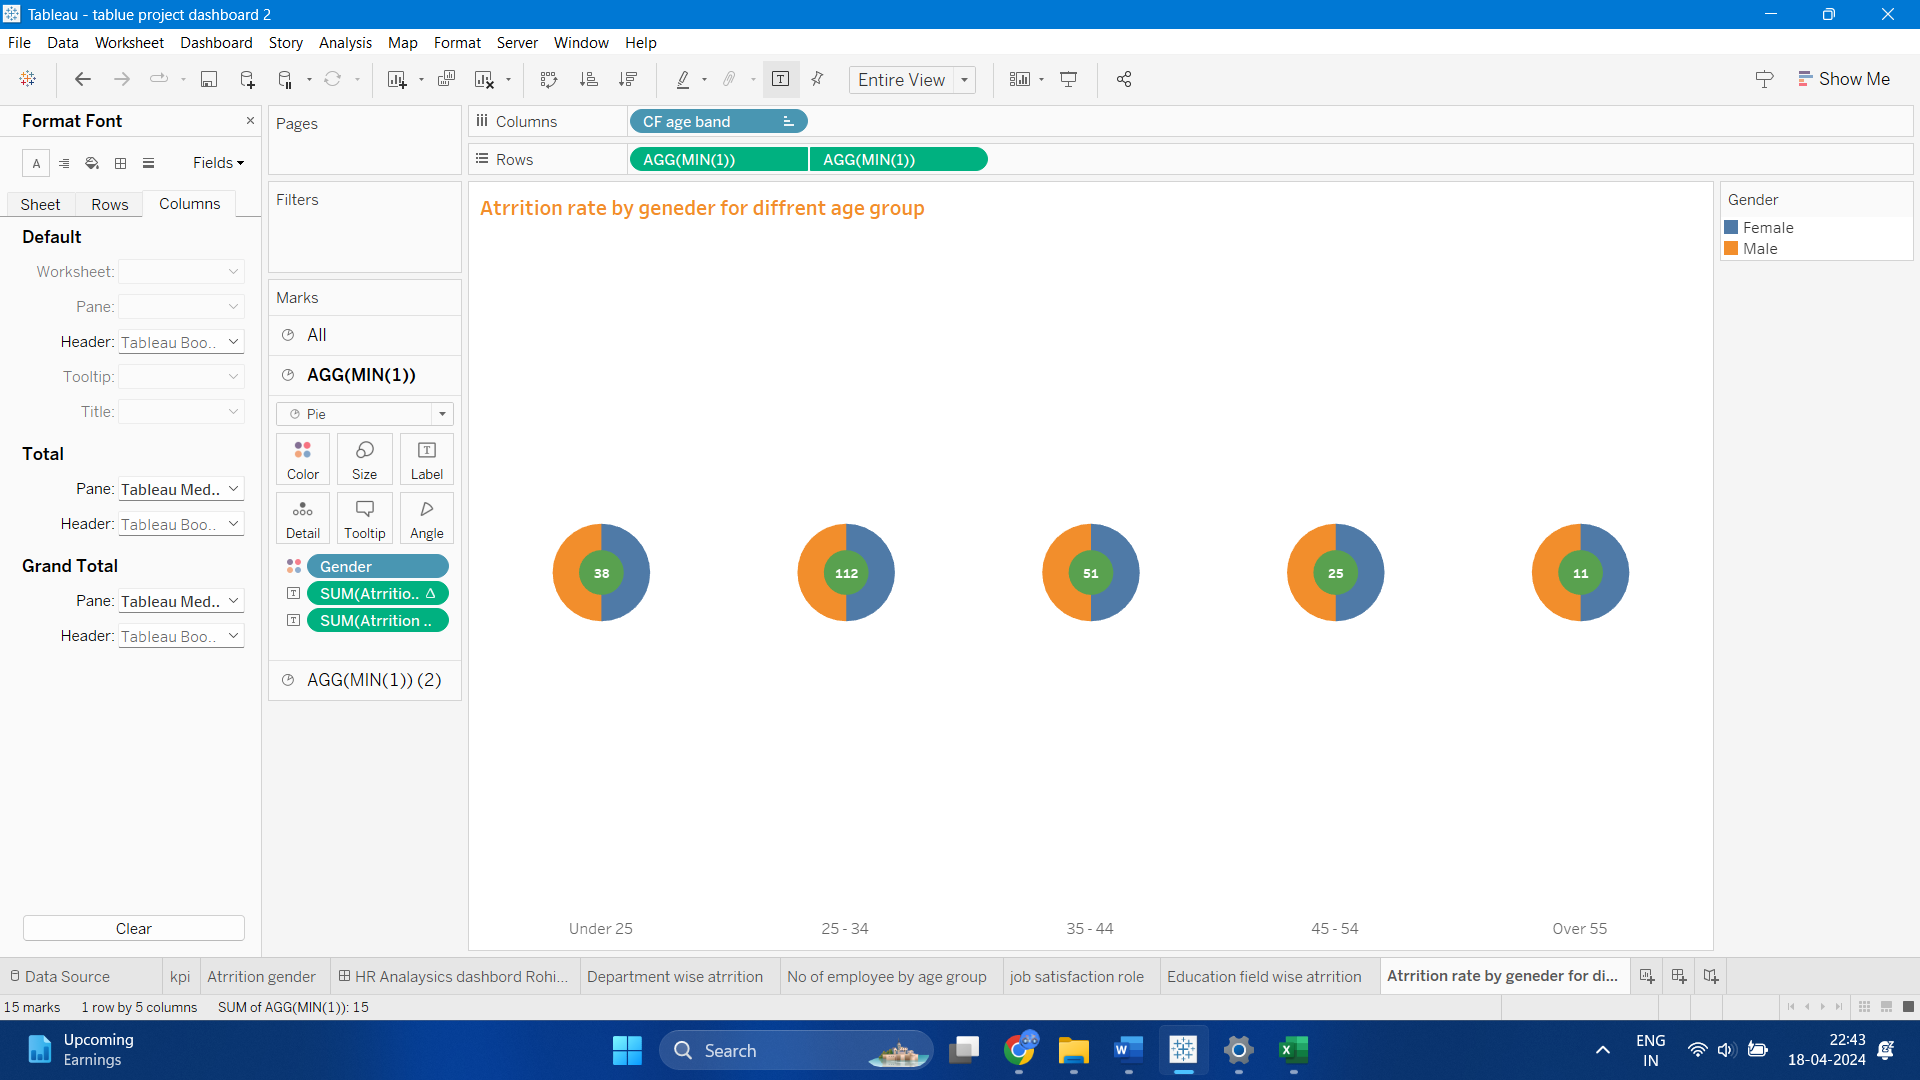 Tableau - tablue project dashboard 2
File Data Worksheet Dashboard Story Analysis Map Format Server Window Help
Entire View
Show Me
Format Font
Fields
Sheet Rows Columns
Default
Worksheet:
Pane:
Header: Tableau Boo..
Tooltip:
Title:
Total
Pane: Tableau Med..
Header: Tableau Boo..
Grand Total
Pane: Tableau Med..
Header: Tableau Boo..
Clear
Pages
Filters
Marks
All
AGG(MIN(1))
Pie
Color Size Label
Detail Tooltip Angle
Gender
SUM(Atrritio.. Δ
SUM(Atrrition ..
AGG(MIN(1)) (2)
Columns CF age band
Rows AGG(MIN(1)) AGG(MIN(1))
Atrrition rate by geneder for diffrent age group
38 112 51 25 11
Under 25 25 - 34 35 - 44 45 - 54 Over 55
Gender
Female
Male
Data Source kpi Atrrition gender HR Analaysics dashbord Rohi... Department wise atrrition No of employee by age group job satisfaction role Education field wise atrrition Atrrition rate by geneder for di...
15 marks 1 row by 5 columns SUM of AGG(MIN(1)): 15
Upcoming
Earnings
Search
ENG
IN
22:43
18-04-2024